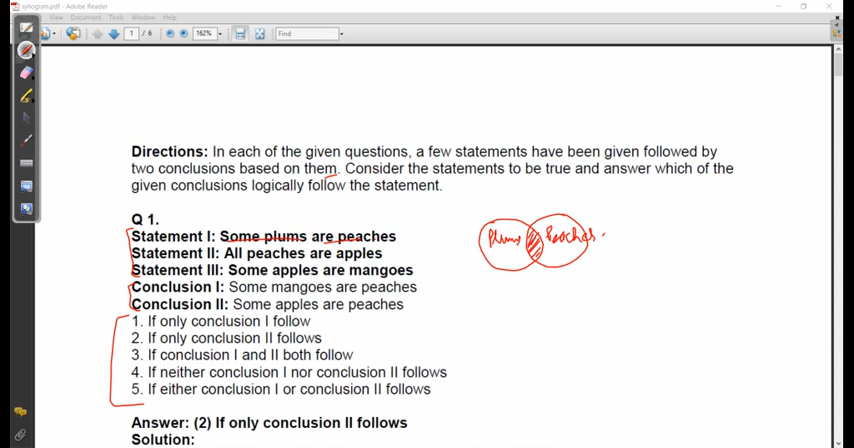 syllogism.pdf - Adobe Reader
View Document Tools Window Help
1 / 6 162% Find
Directions: In each of the given questions, a few statements have been given followed by
two conclusions based on them. Consider the statements to be true and answer which of the
given conclusions logically follow the statement.
Q 1.
Statement I: Some plums are peaches
Statement II: All peaches are apples
Statement III: Some apples are mangoes
Conclusion I: Some mangoes are peaches
Conclusion II: Some apples are peaches
Plums Peaches
1. If only conclusion I follow
2. If only conclusion II follows
3. If conclusion I and II both follow
4. If neither conclusion I nor conclusion II follows
5. If either conclusion I or conclusion II follows
Answer: (2) If only conclusion II follows
Solution: